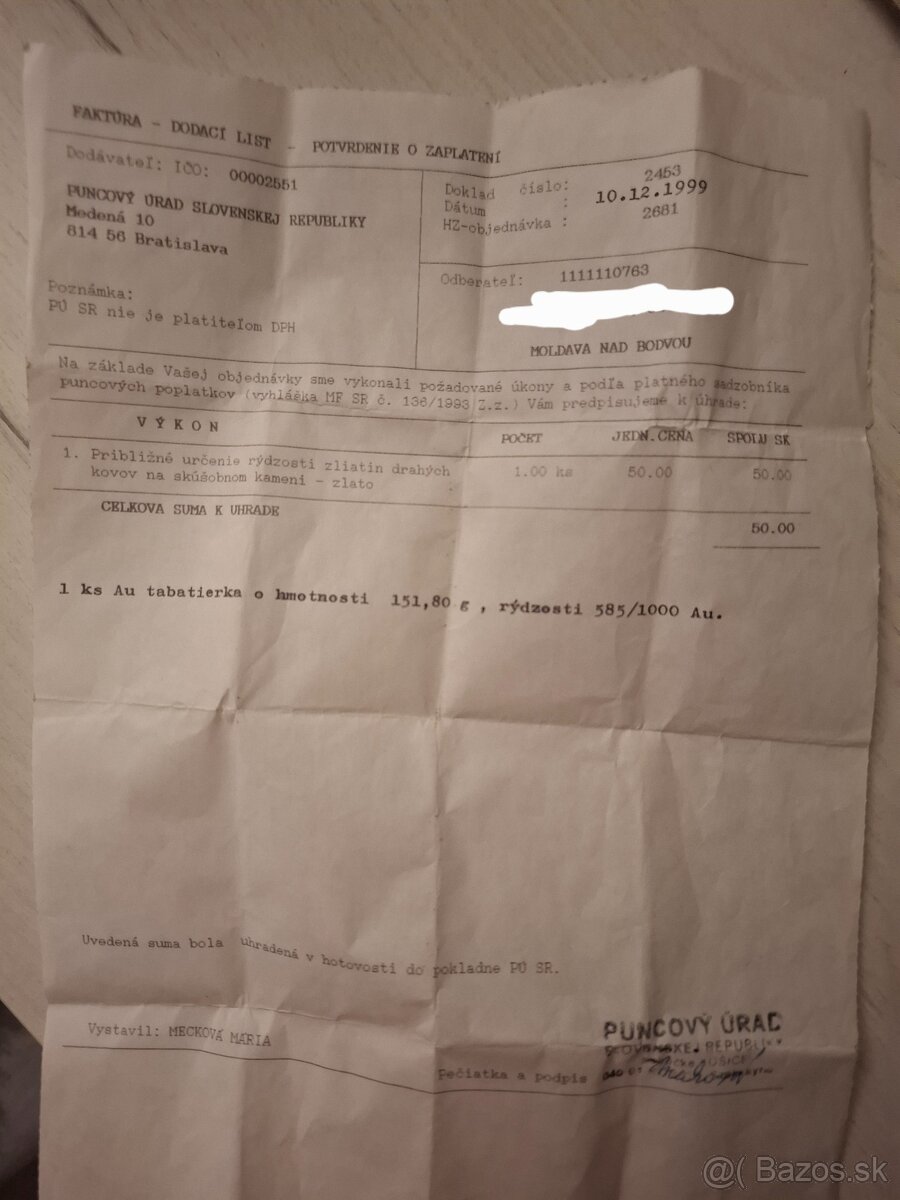 FAKTÚRA - DODACÍ LIST - POTVRDENIE O ZAPLATENÍ
Dodávateľ: IČO: 00002551
PUNCOVÝ ÚRAD SLOVENSKEJ REPUBLIKY
Medená 10
814 56 Bratislava
Poznámka:
PÚ SR nie je platiteľom DPH
Doklad číslo: 2453
Dátum : 10.12.1999
HZ-objednávka : 2681
Odberateľ: 1111110763
MOLDAVA NAD BODVOU
Na základe Vašej objednávky sme vykonali požadované úkony a podľa platného sadzobníka
puncových poplatkov (vyhláška MF SR č. 136/1993 Z.z.) Vám predpisujeme k úhrade:
VÝKON POČET JEDN.CENA SPOLU SK
1. Približné určenie rýdzosti zliatin drahých 1.00 ks 50.00 50.00
kovov na skúšobnom kameni - zlato
CELKOVA SUMA K UHRADE 50.00
1 ks Au tabatierka o hmotnosti 151,80 g , rýdzosti 585/1000 Au.
Uvedená suma bola uhradená v hotovosti do pokladne PÚ SR.
Vystavil: MECKOVÁ MARIA
PUNCOVÝ ÚRAD
SLOVENSKEJ REPUBLIKY
Pečiatka a podpis
@( Bazos.sk